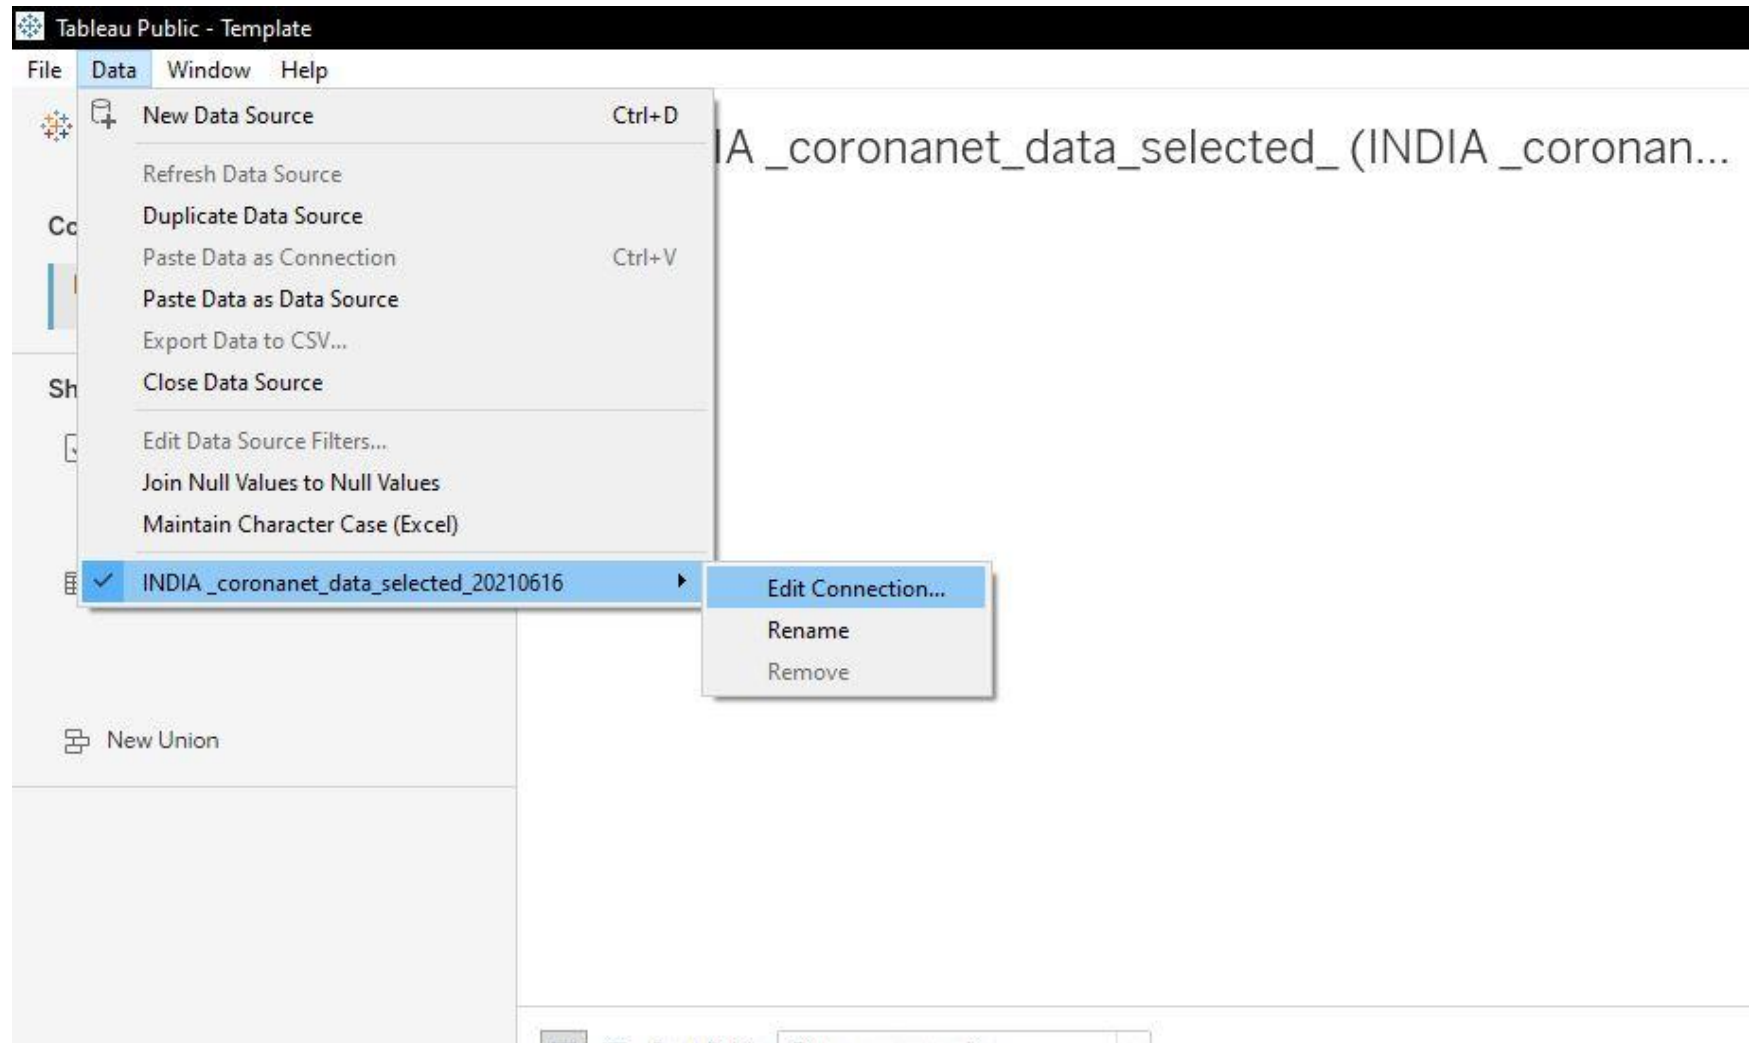 Tableau Public - Template
File Data Window Help
New Data Source Ctrl+D
Refresh Data Source
Duplicate Data Source
Paste Data as Connection Ctrl+V
Paste Data as Data Source
Export Data to CSV...
Close Data Source
Edit Data Source Filters...
Join Null Values to Null Values
Maintain Character Case (Excel)
INDIA _coronanet_data_selected_20210616
Edit Connection...
Rename
Remove
IA _coronanet_data_selected_ (INDIA _coronan...
Co
Sh
New Union